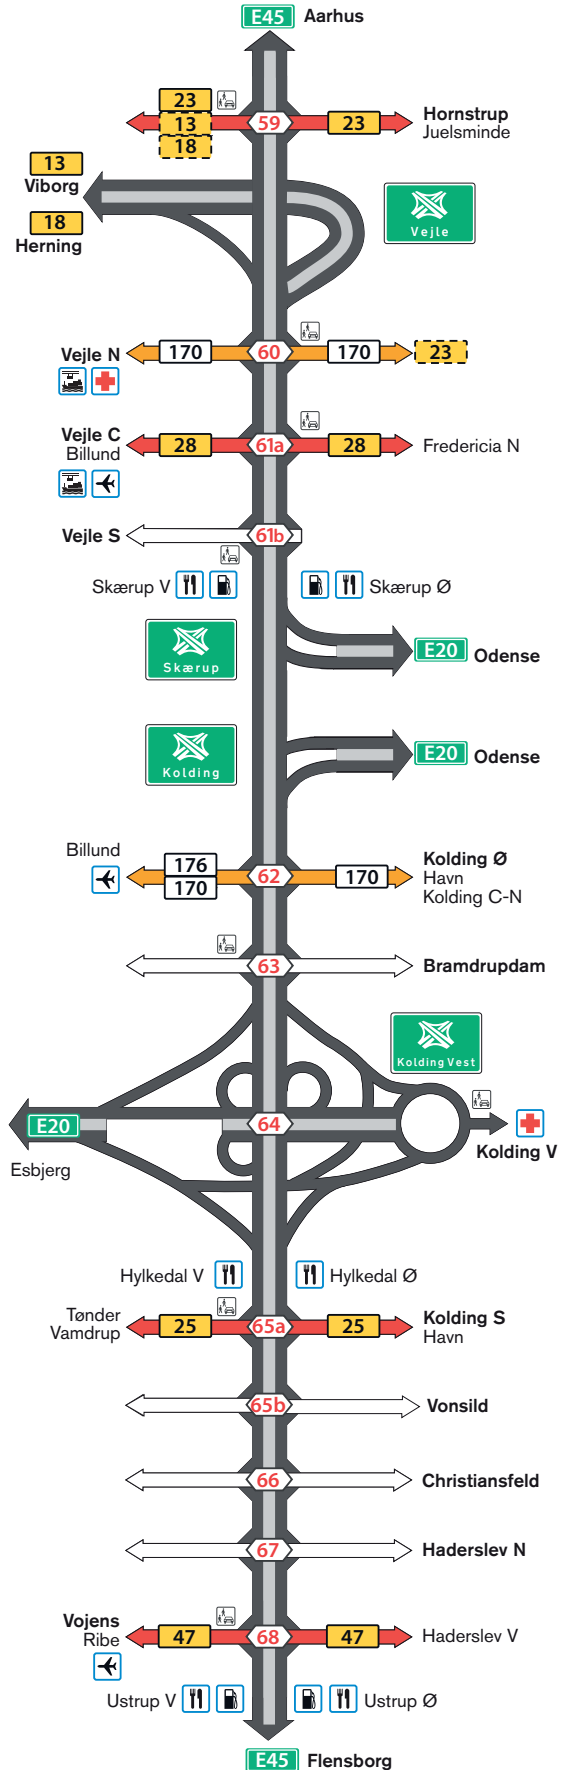 E45 Aarhus
23
13
18
59
23
Hornstrup
Juelsminde
13
Viborg
18
Herning
Vejle
Vejle N
170
60
170
23
Vejle C
Billund
28
61a
28
Fredericia N
Vejle S
61b
Skærup V
Skærup Ø
Skærup
E20 Odense
Kolding
E20 Odense
Billund
176
170
62
170
Kolding Ø
Havn
Kolding C-N
63
Bramdrupdam
Kolding Vest
E20
64
Esbjerg
Kolding V
Hylkedal V
Hylkedal Ø
Tønder
Vamdrup
25
65a
25
Kolding S
Havn
65b
Vonsild
66
Christiansfeld
67
Haderslev N
Vojens
Ribe
47
68
47
Haderslev V
Ustrup V
Ustrup Ø
E45 Flensborg